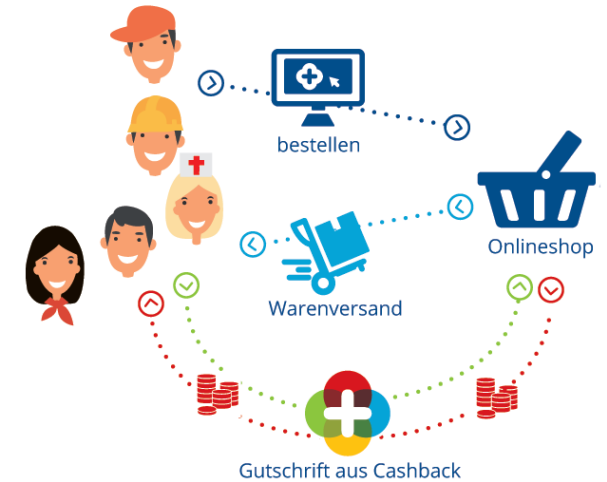 bestellen
Onlineshop
Warenversand
Gutschrift aus Cashback